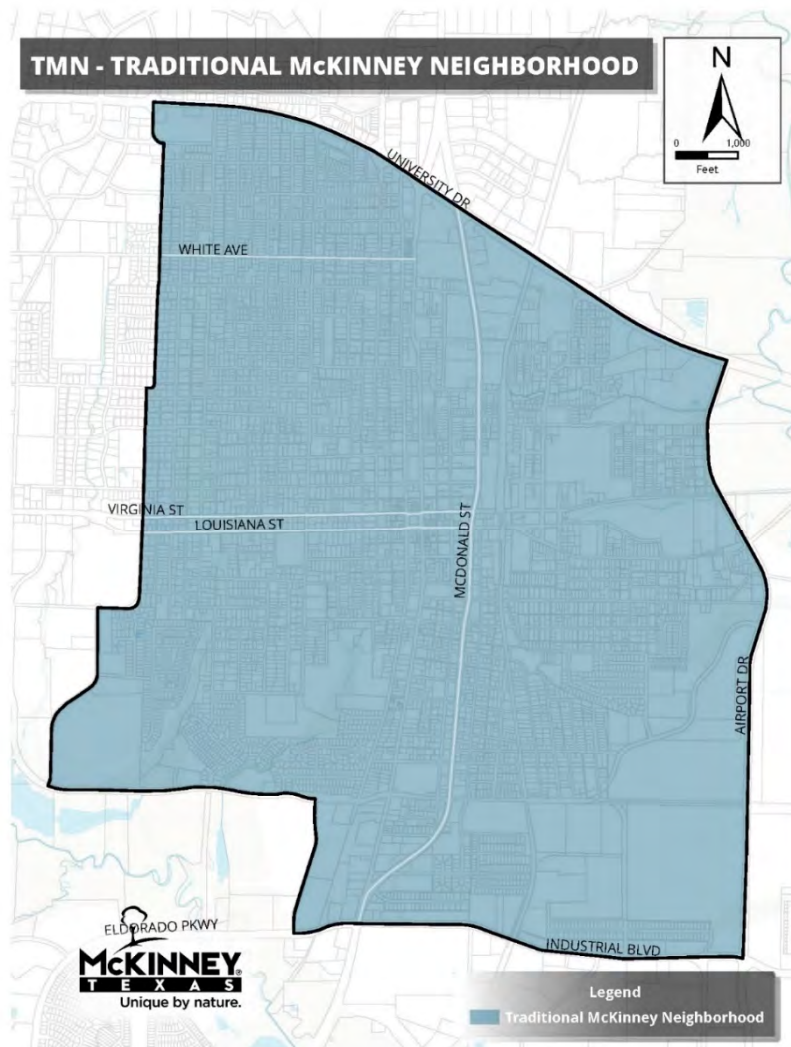 TMN - TRADITIONAL McKINNEY NEIGHBORHOOD
N
0 1,000
Feet
UNIVERSITY DR
WHITE AVE
VIRGINIA ST
LOUISIANA ST
MCDONALD ST
AIRPORT DR
ELDORADO PKWY
INDUSTRIAL BLVD
McKINNEY®
TEXAS
Unique by nature.
Legend
Traditional McKinney Neighborhood